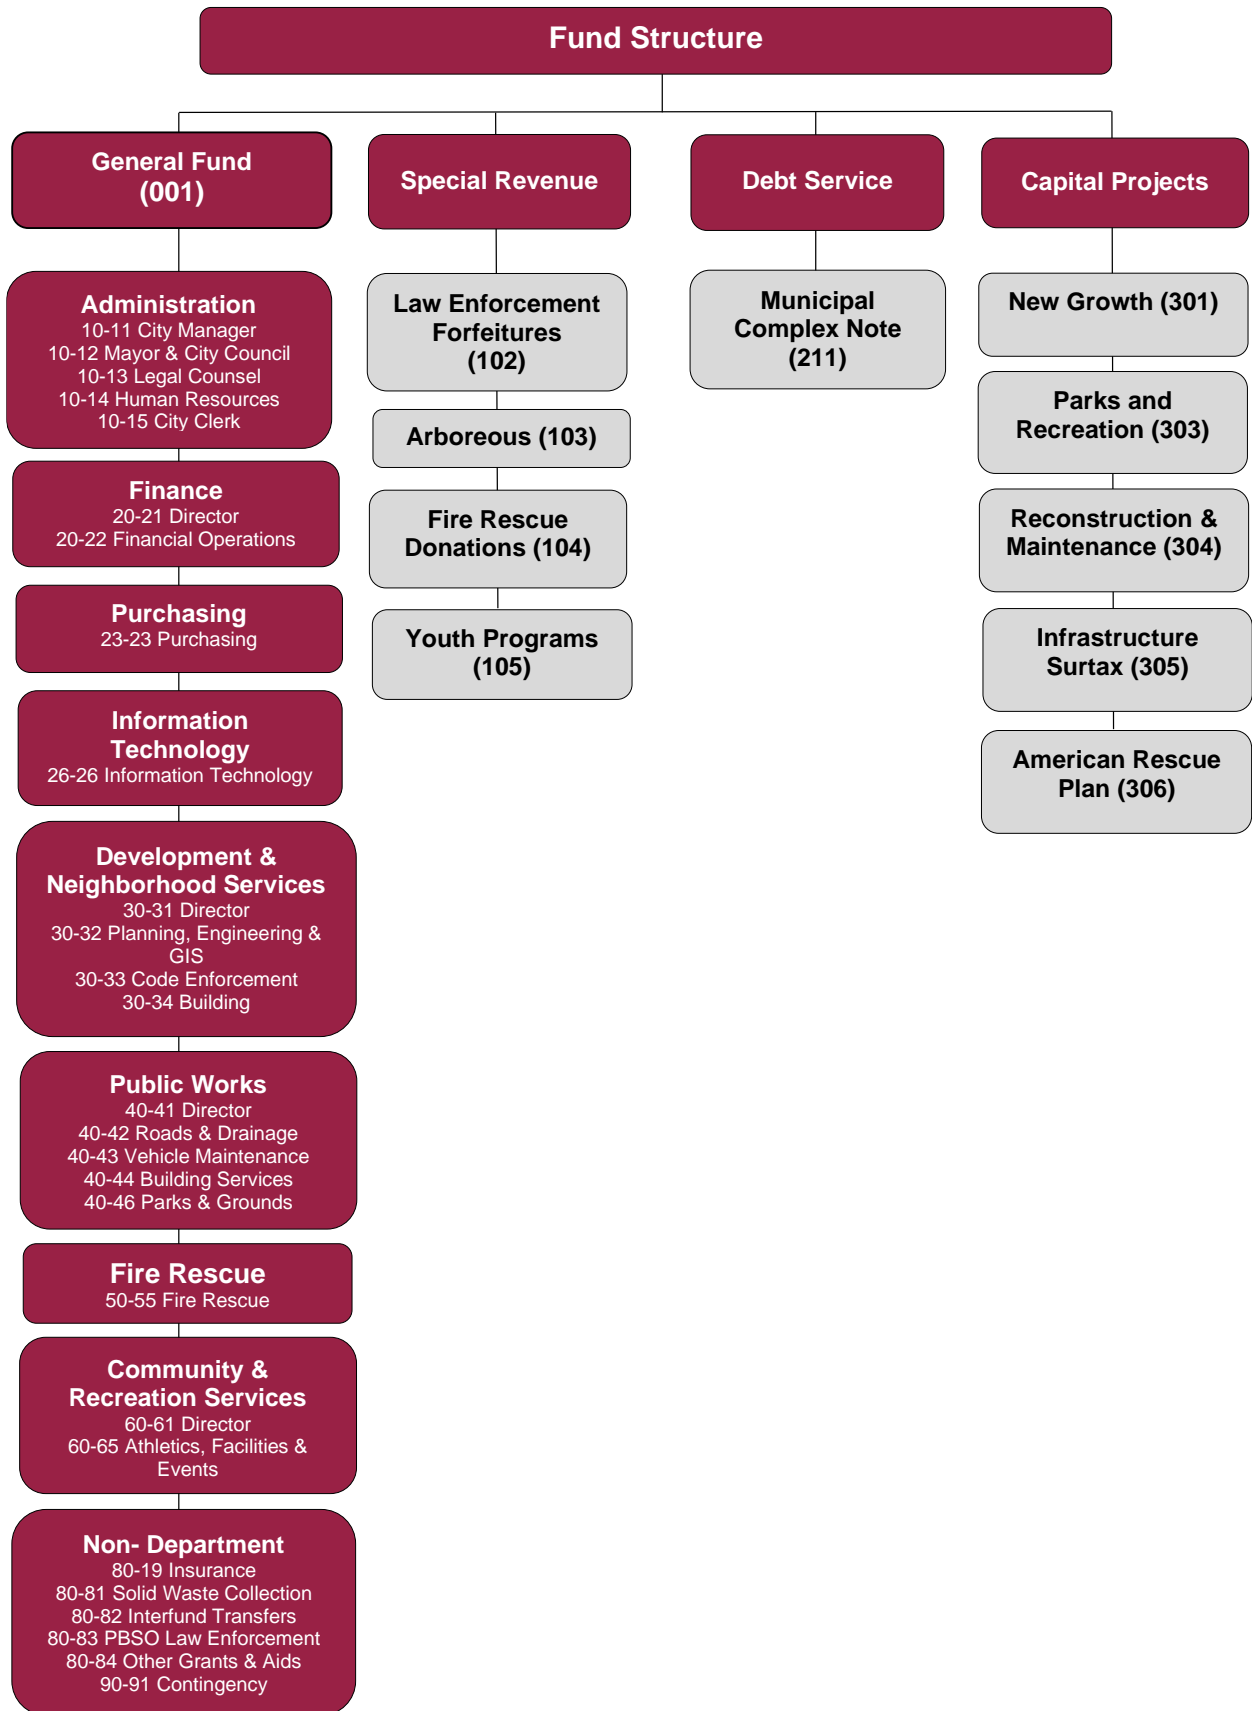 Fund Structure
General Fund
(001)
Administration
10-11 City Manager
10-12 Mayor & City Council
10-13 Legal Counsel
10-14 Human Resources
10-15 City Clerk
Finance
20-21 Director
20-22 Financial Operations
Purchasing
23-23 Purchasing
Information
Technology
26-26 Information Technology
Development &
Neighborhood Services
30-31 Director
30-32 Planning, Engineering &
GIS
30-33 Code Enforcement
30-34 Building
Public Works
40-41 Director
40-42 Roads & Drainage
40-43 Vehicle Maintenance
40-44 Building Services
40-46 Parks & Grounds
Fire Rescue
50-55 Fire Rescue
Community &
Recreation Services
60-61 Director
60-65 Athletics, Facilities &
Events
Non- Department
80-19 Insurance
80-81 Solid Waste Collection
80-82 Interfund Transfers
80-83 PBSO Law Enforcement
80-84 Other Grants & Aids
90-91 Contingency
Special Revenue
Law Enforcement
Forfeitures
(102)
Arboreous (103)
Fire Rescue
Donations (104)
Youth Programs
(105)
Debt Service
Municipal
Complex Note
(211)
Capital Projects
New Growth (301)
Parks and
Recreation (303)
Reconstruction &
Maintenance (304)
Infrastructure
Surtax (305)
American Rescue
Plan (306)